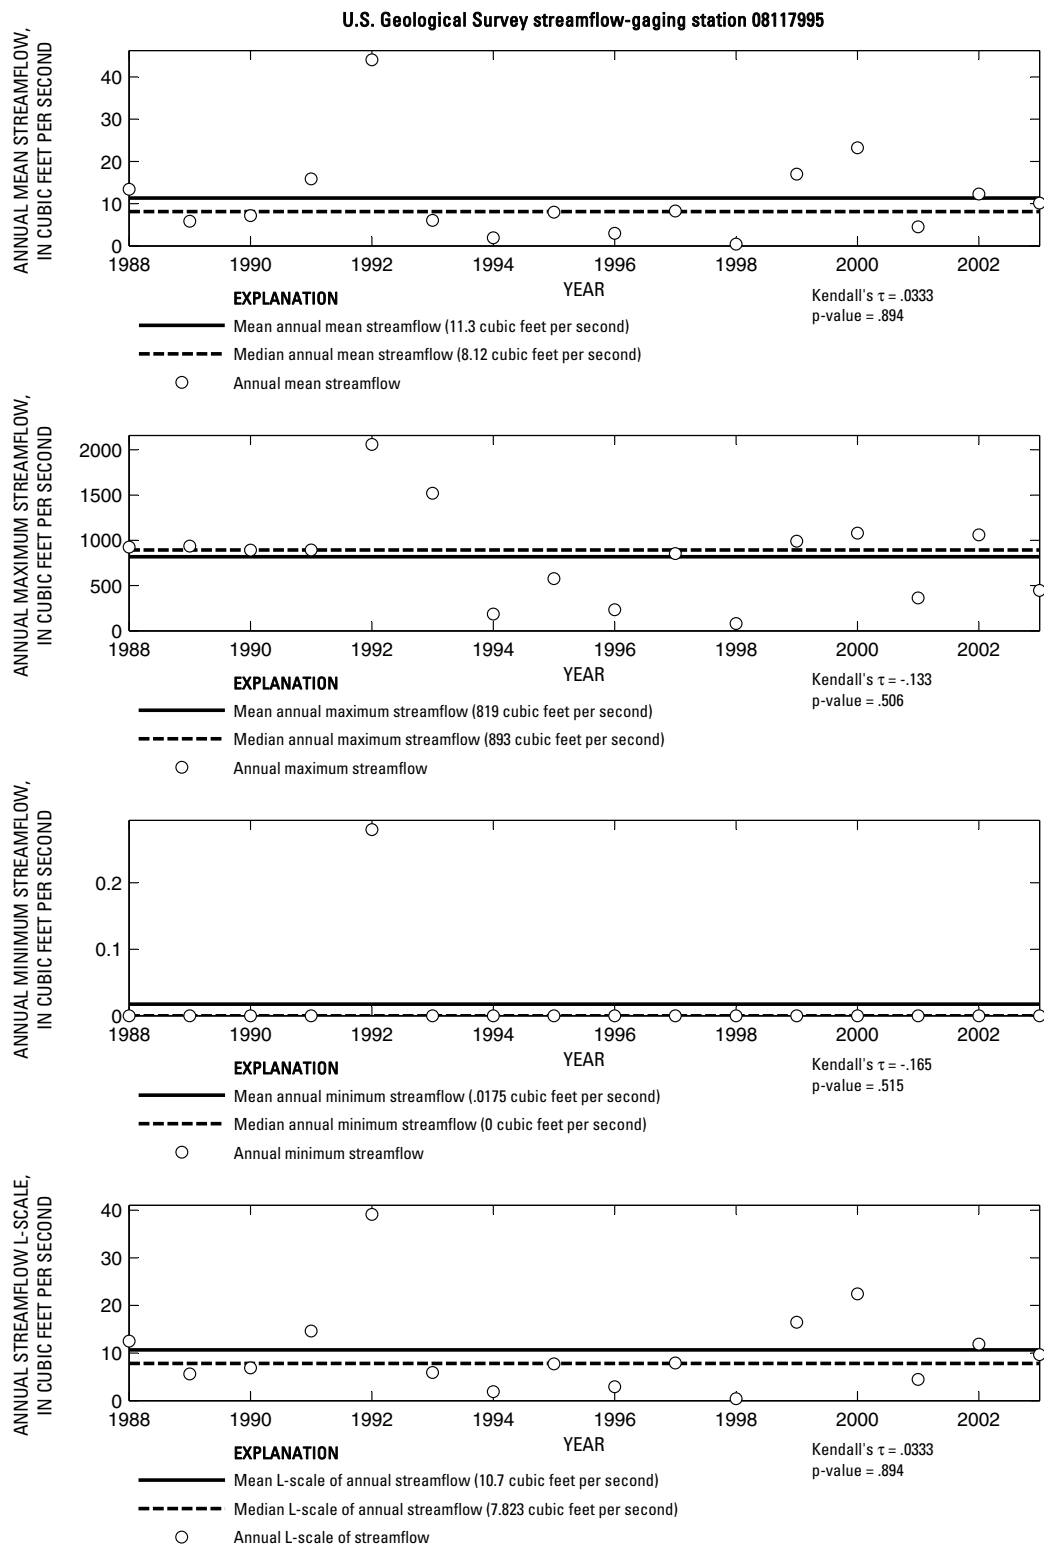 U.S. Geological Survey streamflow-gaging station 08117995
ANNUAL MEAN STREAMFLOW,
IN CUBIC FEET PER SECOND
40
30
20
10
0
1988 1990 1992 1994 1996 1998 2000 2002
YEAR
Kendall's τ = .0333
p-value = .894
EXPLANATION
Mean annual mean streamflow (11.3 cubic feet per second)
Median annual mean streamflow (8.12 cubic feet per second)
Annual mean streamflow
ANNUAL MAXIMUM STREAMFLOW,
IN CUBIC FEET PER SECOND
2000
1500
1000
500
0
1988 1990 1992 1994 1996 1998 2000 2002
YEAR
Kendall's τ = -.133
p-value = .506
EXPLANATION
Mean annual maximum streamflow (819 cubic feet per second)
Median annual maximum streamflow (893 cubic feet per second)
Annual maximum streamflow
ANNUAL MINIMUM STREAMFLOW,
IN CUBIC FEET PER SECOND
0.2
0.1
0
1988 1990 1992 1994 1996 1998 2000 2002
YEAR
Kendall's τ = -.165
p-value = .515
EXPLANATION
Mean annual minimum streamflow (.0175 cubic feet per second)
Median annual minimum streamflow (0 cubic feet per second)
Annual minimum streamflow
ANNUAL STREAMFLOW L-SCALE,
IN CUBIC FEET PER SECOND
40
30
20
10
0
1988 1990 1992 1994 1996 1998 2000 2002
YEAR
Kendall's τ = .0333
p-value = .894
EXPLANATION
Mean L-scale of annual streamflow (10.7 cubic feet per second)
Median L-scale of annual streamflow (7.823 cubic feet per second)
Annual L-scale of streamflow